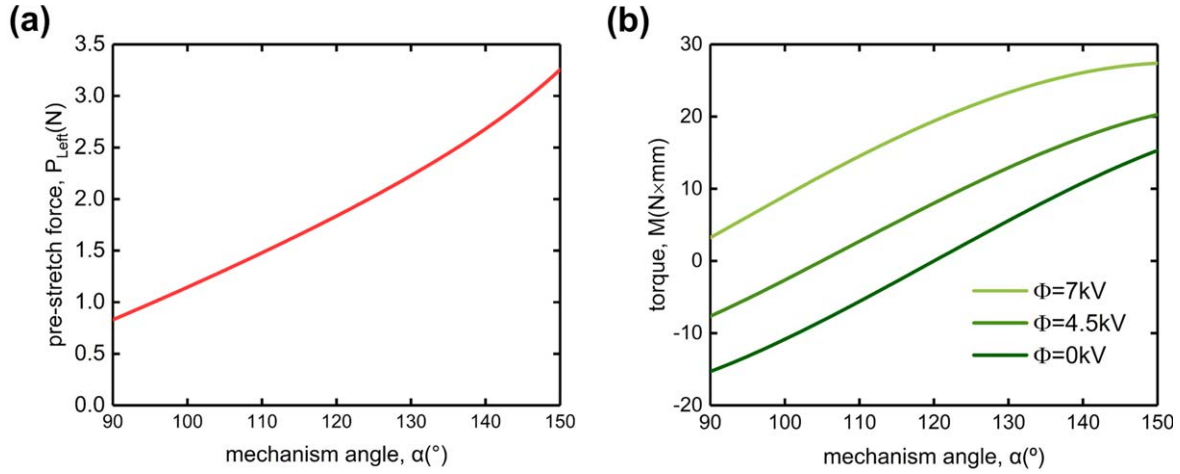 (a)
3.5
3.0
2.5
2.0
1.5
1.0
0.5
0.0
pre-stretch force, P_Left(N)
90 100 110 120 130 140 150
mechanism angle, α(°)
(b)
30
20
10
0
-10
-20
torque, M(N×mm)
Φ=7kV
Φ=4.5kV
Φ=0kV
90 100 110 120 130 140 150
mechanism angle, α(º)